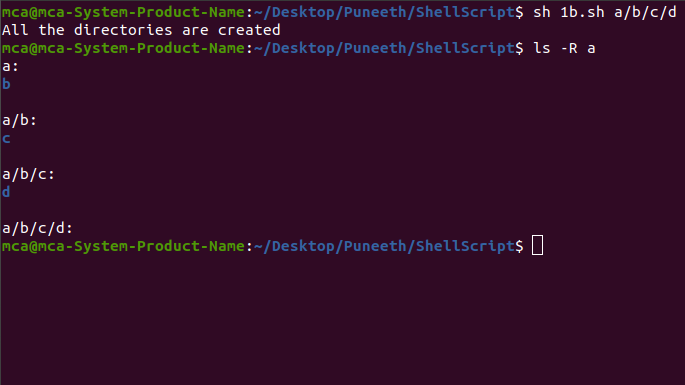 mca@mca-System-Product-Name:~/Desktop/Puneeth/ShellScript$ sh 1b.sh a/b/c/d
All the directories are created
mca@mca-System-Product-Name:~/Desktop/Puneeth/ShellScript$ ls -R a
a:
b
a/b:
c
a/b/c:
d
a/b/c/d:
mca@mca-System-Product-Name:~/Desktop/Puneeth/ShellScript$